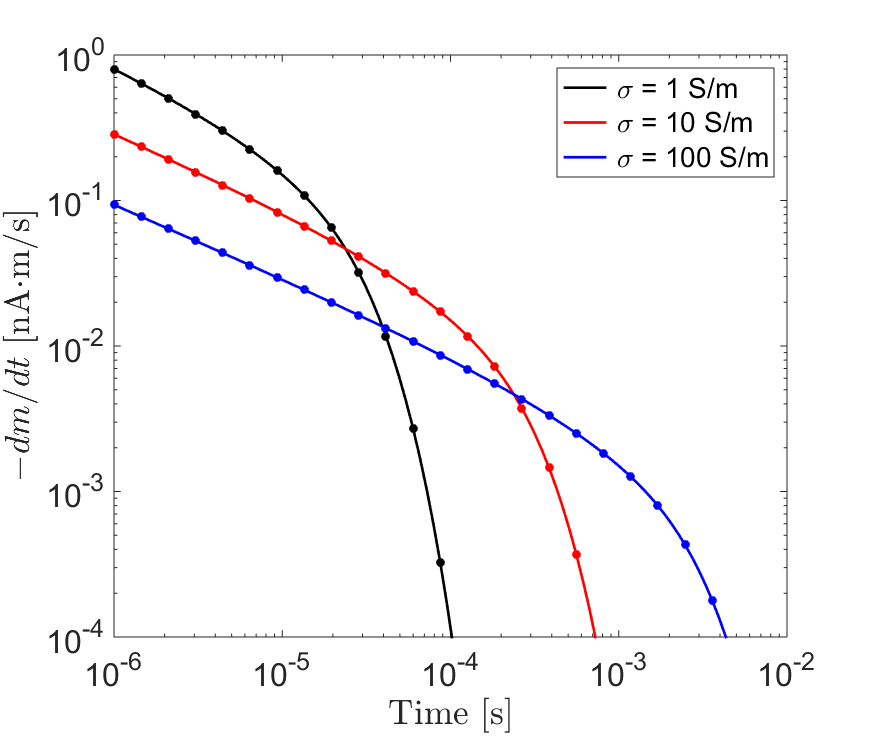 10^0
10^-1
10^-2
10^-3
10^-4
−dm/dt [nA·m/s]
σ = 1 S/m
σ = 10 S/m
σ = 100 S/m
10^-6 10^-5 10^-4 10^-3 10^-2
Time [s]